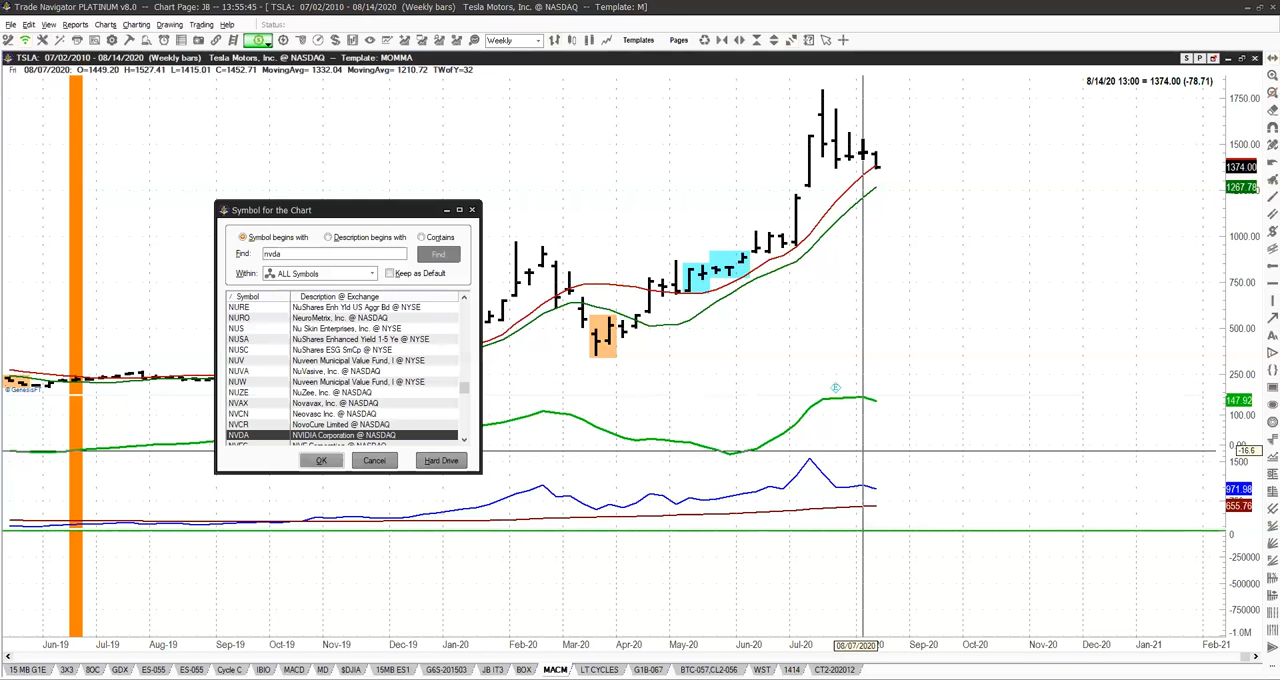 Trade Navigator PLATINUM v8.0 -- Chart Page: JB -- 13:55:45 - [ TSLA: 07/02/2010 - 08/14/2020 (Weekly bars) Tesla Motors, Inc. @ NASDAQ -- Template: M]
File Edit View Reports Charts Charting Drawing Trading Help Status:
Weekly Templates Pages
TSLA: 07/02/2010 - 08/14/2020 (Weekly bars) Tesla Motors, Inc. @ NASDAQ -- Template: MOMMA
S P
Fri 08/07/2020: O=1449.20 H=1527.41 L=1415.01 C=1452.71 MovingAvg= 1332.04 MovingAvg= 1210.72 TWofY=32
8/14/20 13:00 = 1374.00 (-78.71)
1750.00
1500.00
1374.00
1267.78
1000.00
750.00
500.00
250.00
147.92
100.00
0.00
-16.6
1500
971.98
655.76
0
-250000
-500000
-750000
-1.0M
E
© GenesisFT
Symbol for the Chart
Symbol begins with Description begins with Contains
Find: nvda Find
Within: ALL Symbols Keep as Default
/ Symbol Description @ Exchange
NURE NuShares Enh Yld US Aggr Bd @ NYSE
NURO NeuroMetrix, Inc. @ NASDAQ
NUS Nu Skin Enterprises, Inc. @ NYSE
NUSA NuShares Enhanced Yield 1-5 Ye @ NYSE
NUSC NuShares ESG SmCp @ NYSE
NUV Nuveen Municipal Value Fund, I @ NYSE
NUVA NuVasive, Inc. @ NASDAQ
NUW Nuveen Municipal Value Fund, I @ NYSE
NUZE NuZee, Inc. @ NASDAQ
NVAX Novavax, Inc. @ NASDAQ
NVCN Neovasc Inc. @ NASDAQ
NVCR NovoCure Limited @ NASDAQ
NVDA NVIDIA Corporation @ NASDAQ
OK Cancel Hard Drive
Jun-19 Jul-19 Aug-19 Sep-19 Oct-19 Nov-19 Dec-19 Jan-20 Feb-20 Mar-20 Apr-20 May-20 Jun-20 Jul-20 08/07/2020 Sep-20 Oct-20 Nov-20 Dec-20 Jan-21 Feb-21
15 MB G1E 3X3 8OC GDX ES-055 ES-055 Cycle C IBIO MACD MD $DJIA 15MB ES1 G6S-201503 JB IT3 BOX MACM LT CYCLES G1B-067 BTC-057,CL2-056 WST 1414 CT2-202012